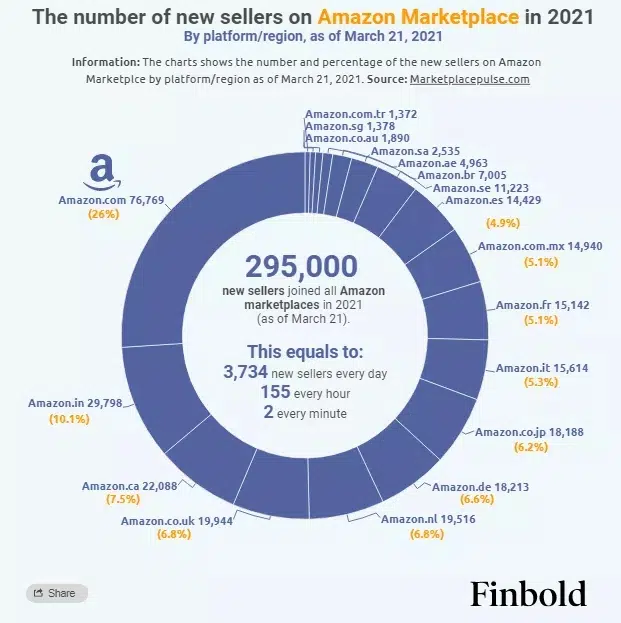 The number of new sellers on Amazon Marketplace in 2021
By platform/region, as of March 21, 2021
Information: The charts shows the number and percentage of the new sellers on Amazon
Marketplce by platform/region as of March 21, 2021. Source: Marketplacepulse.com
Amazon.com.tr 1,372
Amazon.sg 1,378
Amazon.co.au 1,890
Amazon.sa 2,535
Amazon.ae 4,963
Amazon.br 7,005
Amazon.se 11,223
Amazon.es 14,429
(4.9%)
Amazon.com.mx 14,940
(5.1%)
Amazon.fr 15,142
(5.1%)
Amazon.it 15,614
(5.3%)
Amazon.co.jp 18,188
(6.2%)
Amazon.de 18,213
(6.6%)
Amazon.nl 19,516
(6.8%)
Amazon.co.uk 19,944
(6.8%)
Amazon.ca 22,088
(7.5%)
Amazon.in 29,798
(10.1%)
a
Amazon.com 76,769
(26%)
295,000
new sellers joined all Amazon
marketplaces in 2021
(as of March 21).
This equals to:
3,734 new sellers every day
155 every hour
2 every minute
Share
Finbold